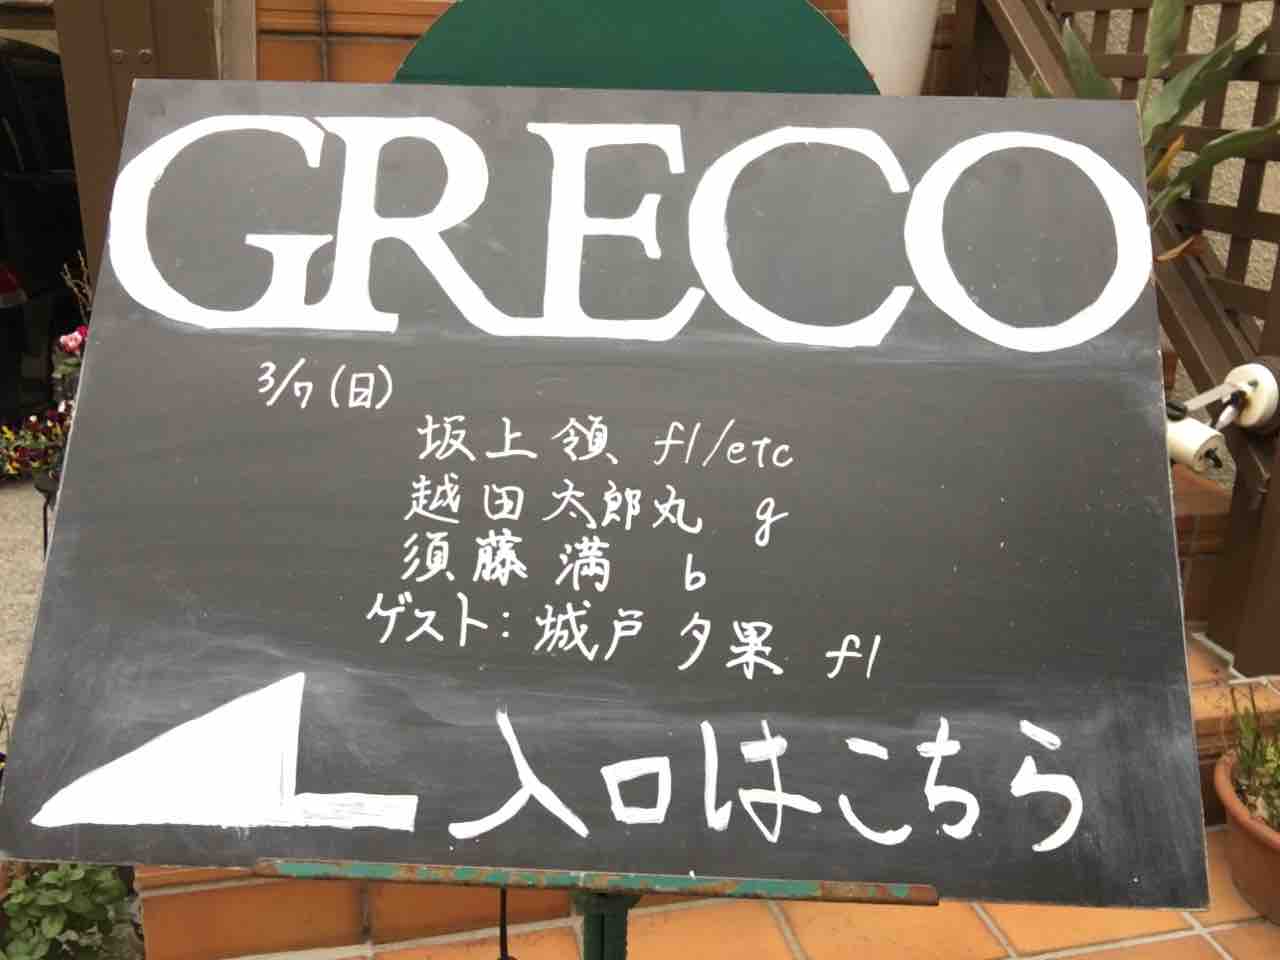 GRECO
3/7(日)
坂上 領 fl/etc
越田 太郎丸 g
須藤 満 b
ゲスト:城戸 夕果 fl
入口はこちら